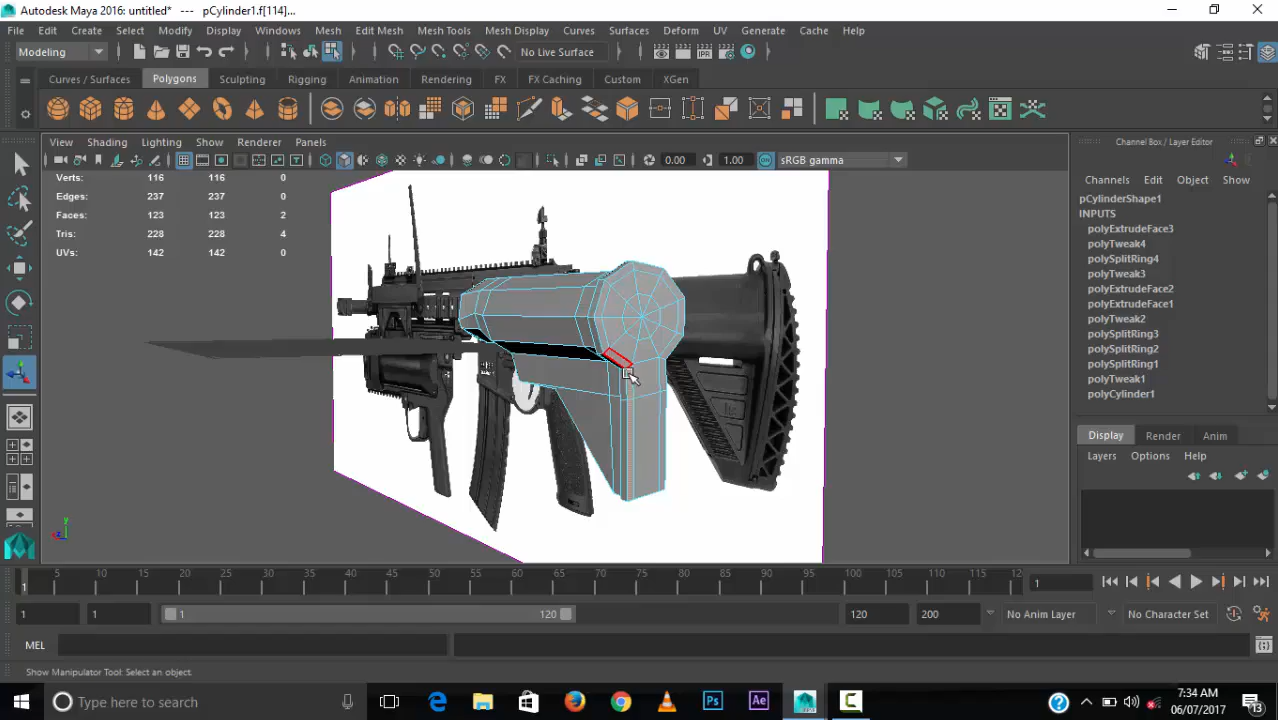 Autodesk Maya 2016: untitled* --- pCylinder1.f[114]...
File Edit Create Select Modify Display Windows Mesh Edit Mesh Mesh Tools Mesh Display Curves Surfaces Deform UV Generate Cache Help
Modeling No Live Surface
Curves / Surfaces Polygons Sculpting Rigging Animation Rendering FX FX Caching Custom XGen
View Shading Lighting Show Renderer Panels
0.00 1.00 ON sRGB gamma
Verts: 116 116 0
Edges: 237 237 0
Faces: 123 123 2
Tris: 228 228 4
UVs: 142 142 0
y
Channel Box / Layer Editor
Channels Edit Object Show
pCylinderShape1
INPUTS
polyExtrudeFace3
polyTweak4
polySplitRing4
polyTweak3
polyExtrudeFace2
polyExtrudeFace1
polyTweak2
polySplitRing3
polySplitRing2
polySplitRing1
polyTweak1
polyCylinder1
Display Render Anim
Layers Options Help
1 5 10 15 20 25 30 35 40 45 50 55 60 65 70 75 80 85 90 95 100 105 110 115 12 1
1 1 1 120 120 200 No Anim Layer No Character Set
MEL
Show Manipulator Tool: Select an object.
Type here to search
Ps Ae C
7:34 AM
06/07/2017
13